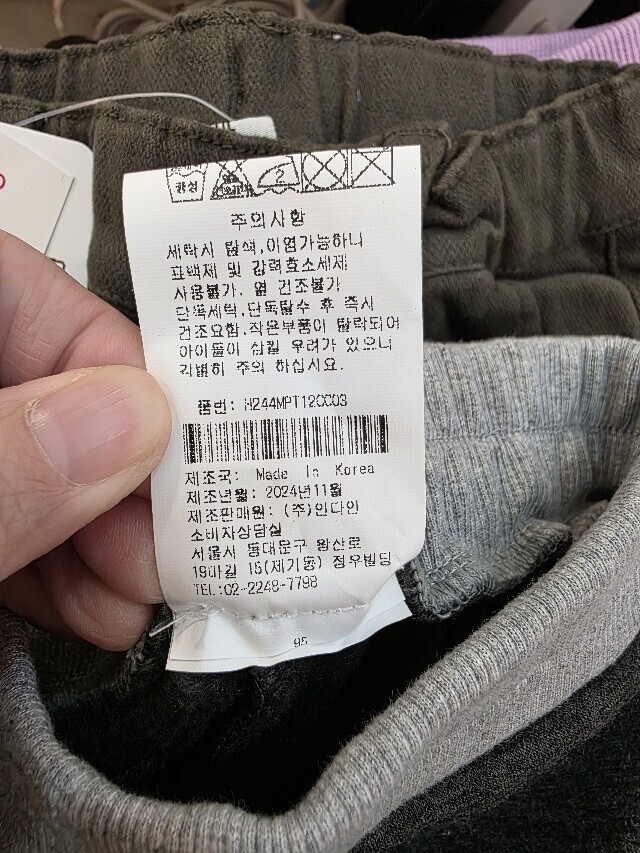 중성
2
주의사항
세탁시 탈색,이염가능하니
표백제 및 강력효소세제
사용불가. 열 건조불가
단독세탁,단독탈수 후 즉시
건조요함.작은부품이 탈락되어
아이들이 삼킬 우려가 있으니
각별히 주의 하십시요.
품번: H244MPT120003
제조국: Made In Korea
제조년월: 2024년11월
제조판매원: (주)인다인
소비자상담실
서울시 동대문구 왕산로
19마길 15(제기동) 정우빌딩
TEL:02-2248-7798
95